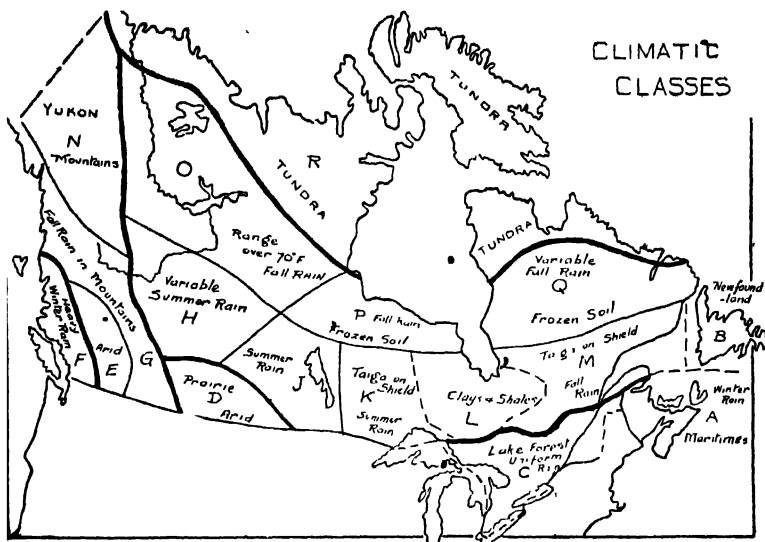 CLIMATIC
CLASSES
TUNDRA
YUKON
N
Mountains
R
TUNDRA
O
TUNDRA
Fall Rain in Mountains
Range
over 70°F
Fall RAIN
Variable
Fall Rain
Q
Variable
Summer Rain
H
Newfound
-land
Heavy
Winter Rain
P Fall Rain
Frozen Soil
Frozen Soil
B
F
Arid
E
G
Summer
Rain
J
Taiga on Shield
M
Prairie
D
Arid
Taiga on
Shield
K
Summer
Rain
Clays & Shales
L
Fall
Rain
Winter
Rain
A
Maritimes
Lake Forest
Uniform
C Rain